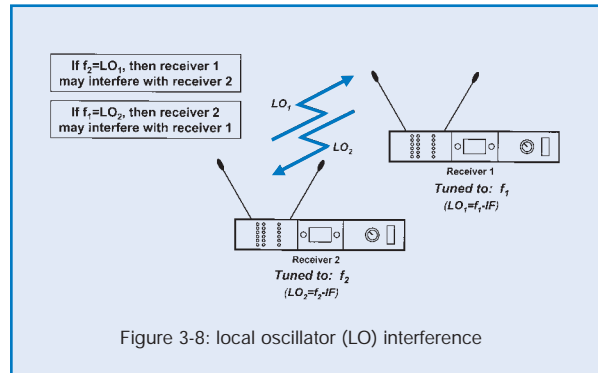 If f₂=LO₁, then receiver 1
may interfere with receiver 2
If f₁=LO₂, then receiver 2
may interfere with receiver 1
LO₁
LO₂
Receiver 1
Tuned to: f₁
(LO₁=f₁-IF)
Receiver 2
Tuned to: f₂
(LO₂=f₂-IF)
Figure 3-8: local oscillator (LO) interference